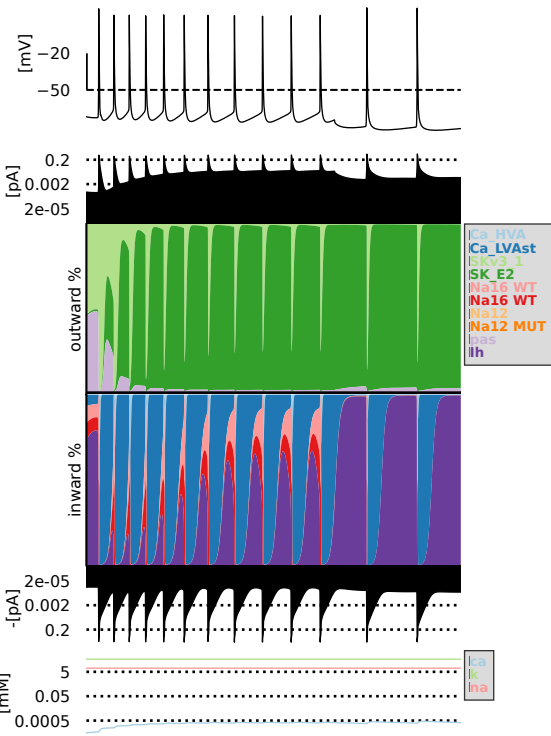 [mV]
−20
−50
[pA]
0.2
0.002
2e-05
outward %
Ca_HVA
Ca_LVAst
SKv3_1
SK_E2
Na16 WT
Na16 WT
Na12
Na12 MUT
pas
Ih
inward %
-[pA]
2e-05
0.002
0.2
[mM]
5
0.05
0.0005
ca
k
na